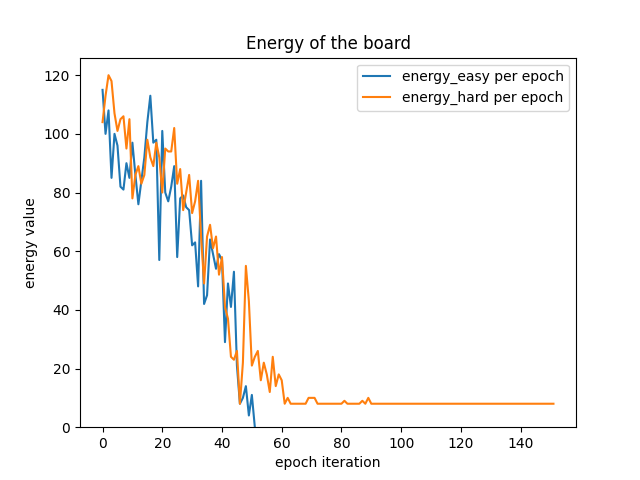 Energy of the board
energy_easy per epoch
energy_hard per epoch
energy value
120
100
80
60
40
20
0
0 20 40 60 80 100 120 140
epoch iteration